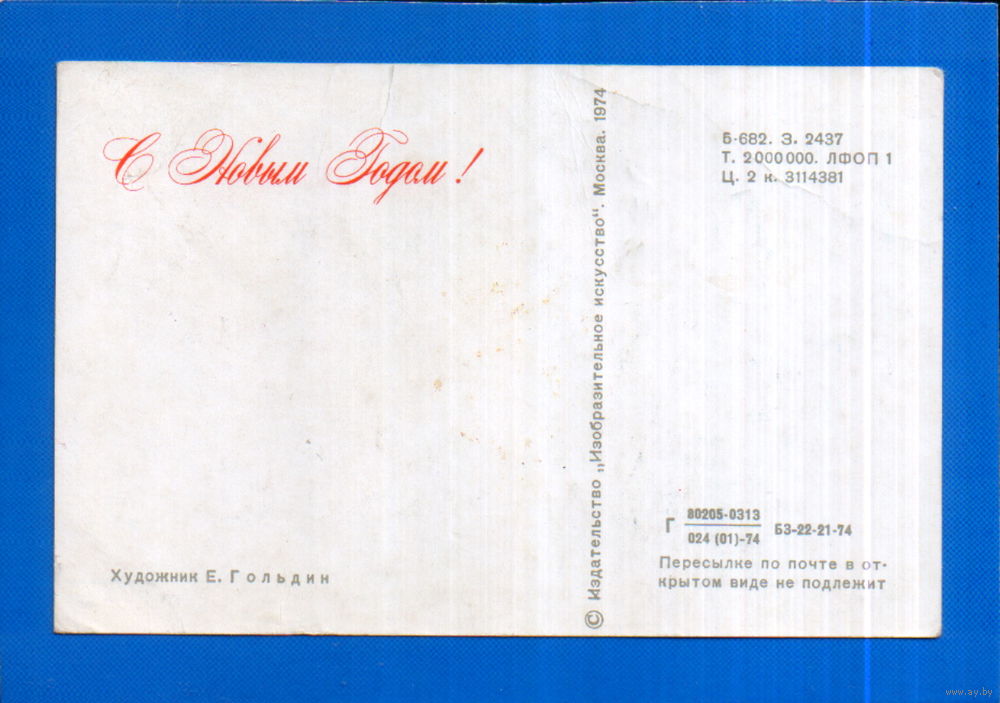 С Новым Годом!
Художник Е. Гольдин
© Издательство „Изобразительное искусство“. Москва. 1974
Б-682. З. 2437
Т. 2000000. ЛФОП 1
Ц. 2 к. 3114381
Г 80205-0313
024 (01)-74
БЗ-22-21-74
Пересылке по почте в от-
крытом виде не подлежит
www.ay.by